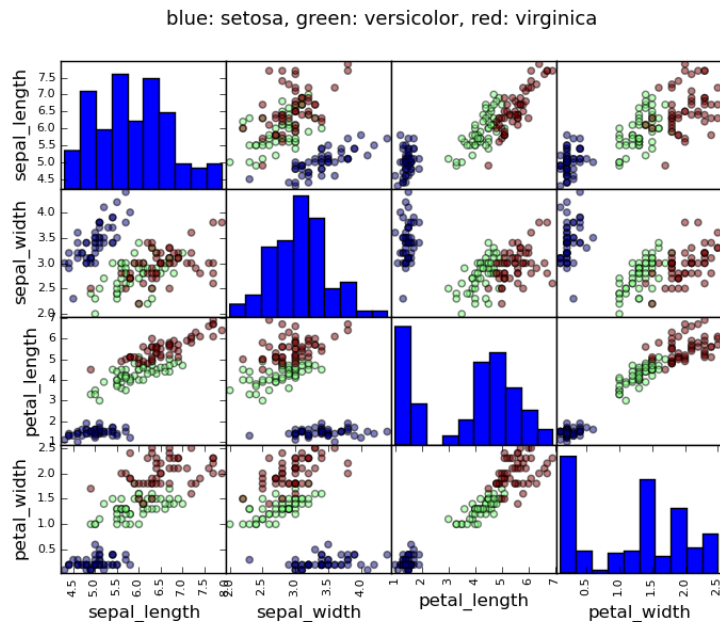 blue: setosa, green: versicolor, red: virginica
sepal_length
7.5
7.0
6.5
6.0
5.5
5.0
4.5
sepal_width
4.0
3.5
3.0
2.5
2.0
petal_length
6
5
4
3
2
1
petal_width
2.5
2.0
1.5
1.0
0.5
4.5 5.0 5.5 6.0 6.5 7.0 7.5 8.0
2.0 2.5 3.0 3.5 4.0
1 2 3 4 5 6 7
0.5 1.0 1.5 2.0 2.5
sepal_length sepal_width petal_length petal_width